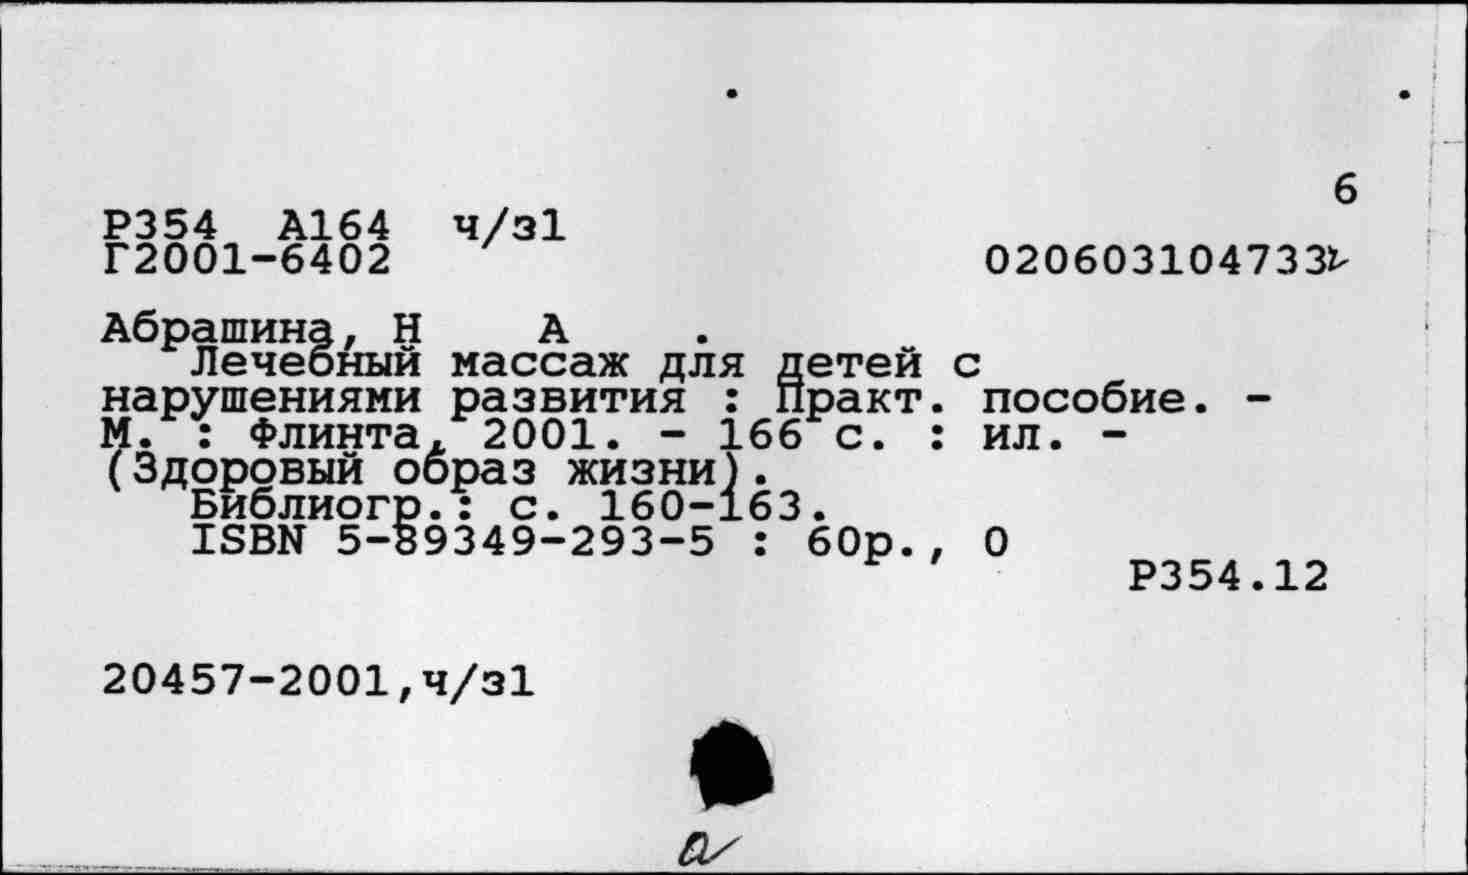 6
Р354 А164 ч/з1
Г2001-6402 020603104733
Абрашина, Н А .
Лечебный массаж для детей с
нарушениями развития : Практ. пособие. -
М. : Флинта, 2001. - 166 с. : ил. -
(Здоровый образ жизни).
Библиогр.: с. 160-163.
ISBN 5-89349-293-5 : 60р., 0
Р354.12
20457-2001,ч/з1